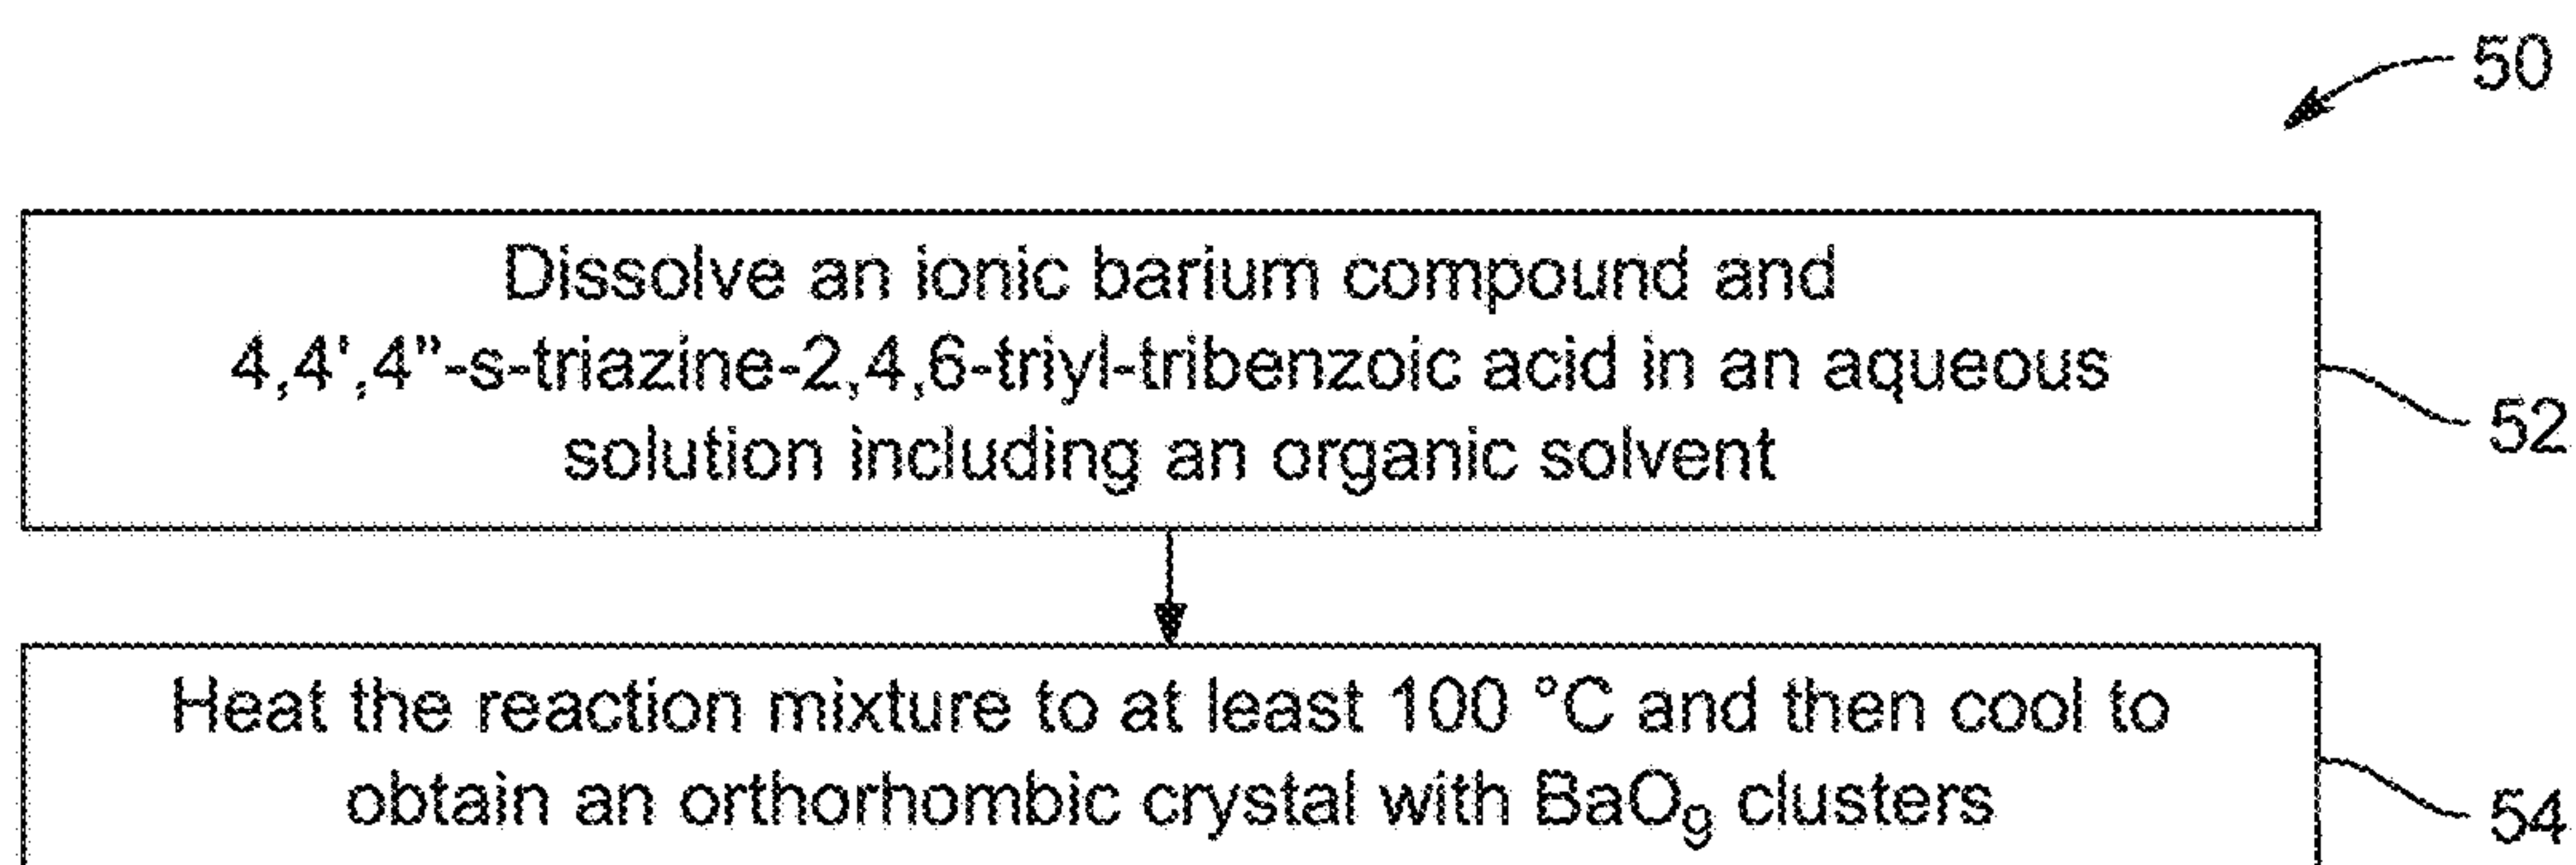 50
Dissolve an ionic barium compound and
4,4',4"-s-triazine-2,4,6-triyl-tribenzoic acid in an aqueous
solution including an organic solvent
52
Heat the reaction mixture to at least 100 °C and then cool to
obtain an orthorhombic crystal with BaO₉ clusters
54